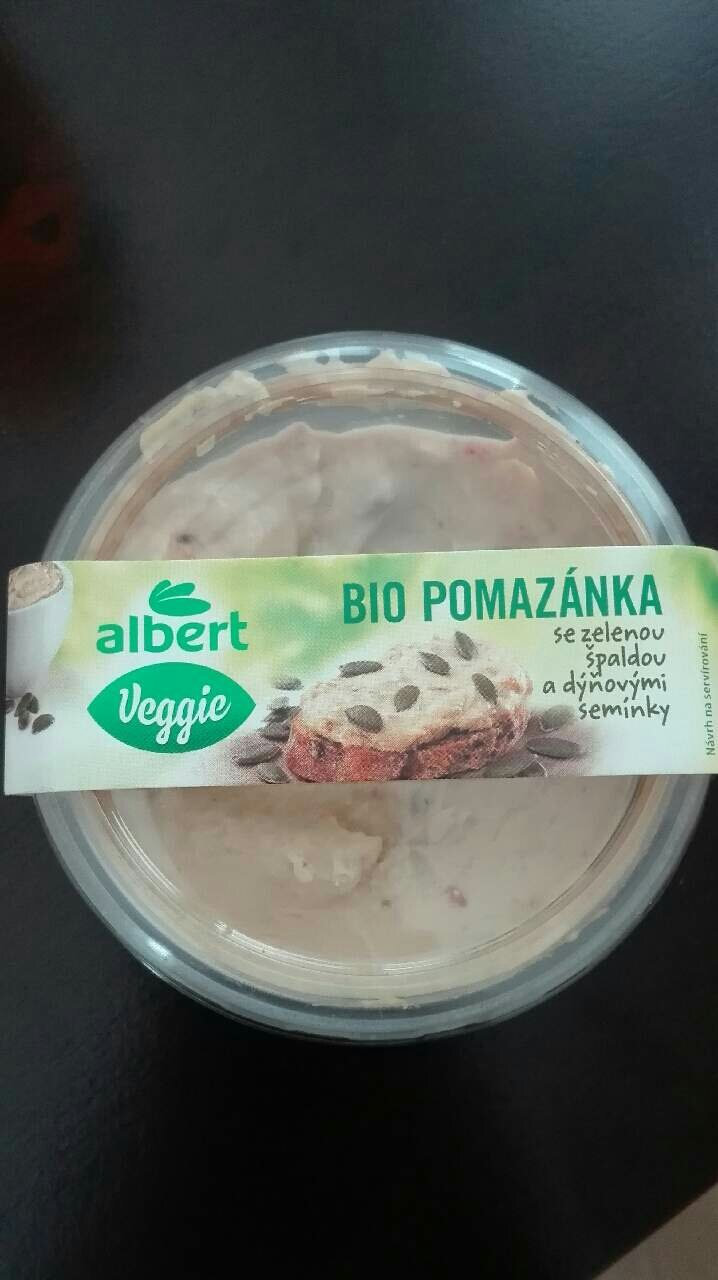 albert
Veggie
BIO POMAZÁNKA
se zelenou
špaldou
a dýňovými
semínky
Návrh na servírování